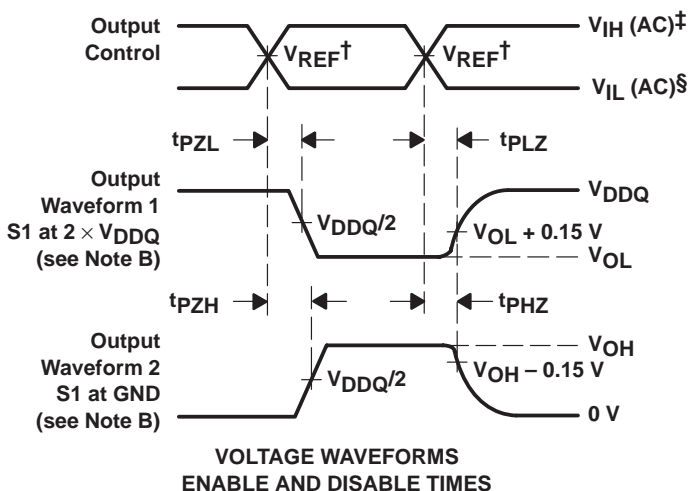 Output
Control
VREF†
VREF†
VIH (AC)‡
VIL (AC)§
tPZL
tPLZ
Output
Waveform 1
S1 at 2 × VDDQ
(see Note B)
VDDQ/2
VDDQ
VOL + 0.15 V
VOL
tPZH
tPHZ
Output
Waveform 2
S1 at GND
(see Note B)
VDDQ/2
VOH
VOH – 0.15 V
0 V
VOLTAGE WAVEFORMS
ENABLE AND DISABLE TIMES